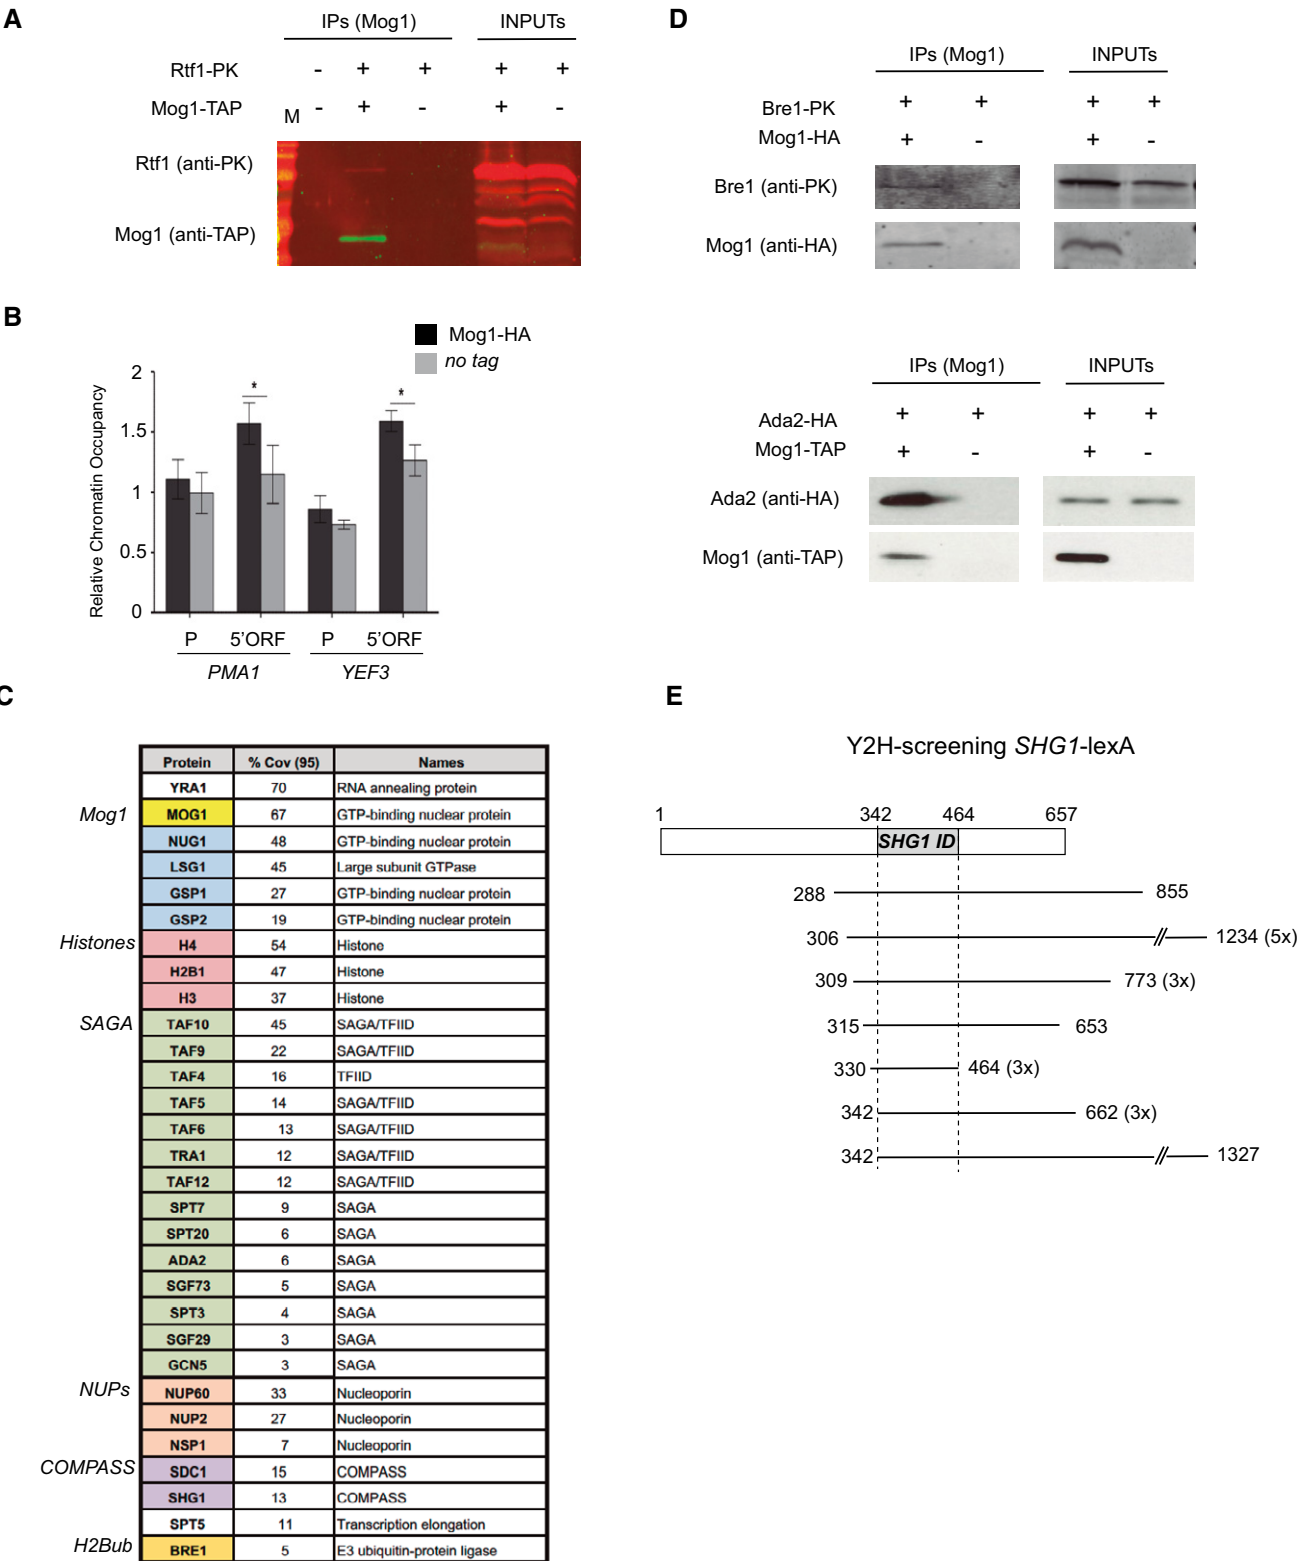 A
IPs (Mog1) INPUTs
Rtf1-PK - + + + +
Mog1-TAP - + - + -
M
Rtf1 (anti-PK)
Mog1 (anti-TAP)
B
Mog1-HA
no tag
Relative Chromatin Occupancy
2
1.5
1
0.5
0
* *
P 5'ORF P 5'ORF
PMA1 YEF3
C
Protein % Cov (95) Names
YRA1 70 RNA annealing protein
Mog1 MOG1 67 GTP-binding nuclear protein
NUG1 48 GTP-binding nuclear protein
LSG1 45 Large subunit GTPase
GSP1 27 GTP-binding nuclear protein
GSP2 19 GTP-binding nuclear protein
Histones H4 54 Histone
H2B1 47 Histone
H3 37 Histone
SAGA TAF10 45 SAGA/TFIID
TAF9 22 SAGA/TFIID
TAF4 16 TFIID
TAF5 14 SAGA/TFIID
TAF6 13 SAGA/TFIID
TRA1 12 SAGA/TFIID
TAF12 12 SAGA/TFIID
SPT7 9 SAGA
SPT20 6 SAGA
ADA2 6 SAGA
SGF73 5 SAGA
SPT3 4 SAGA
SGF29 3 SAGA
GCN5 3 SAGA
NUPs NUP60 33 Nucleoporin
NUP2 27 Nucleoporin
NSP1 7 Nucleoporin
COMPASS SDC1 15 COMPASS
SHG1 13 COMPASS
SPT5 11 Transcription elongation
H2Bub BRE1 5 E3 ubiquitin-protein ligase
D
IPs (Mog1) INPUTs
Bre1-PK + + + +
Mog1-HA + - + -
Bre1 (anti-PK)
Mog1 (anti-HA)
IPs (Mog1) INPUTs
Ada2-HA + + + +
Mog1-TAP + - + -
Ada2 (anti-HA)
Mog1 (anti-TAP)
E
Y2H-screening SHG1-lexA
1 342 464 657
SHG1 ID
288 855
306 1234 (5x)
309 773 (3x)
315 653
330 464 (3x)
342 662 (3x)
342 1327